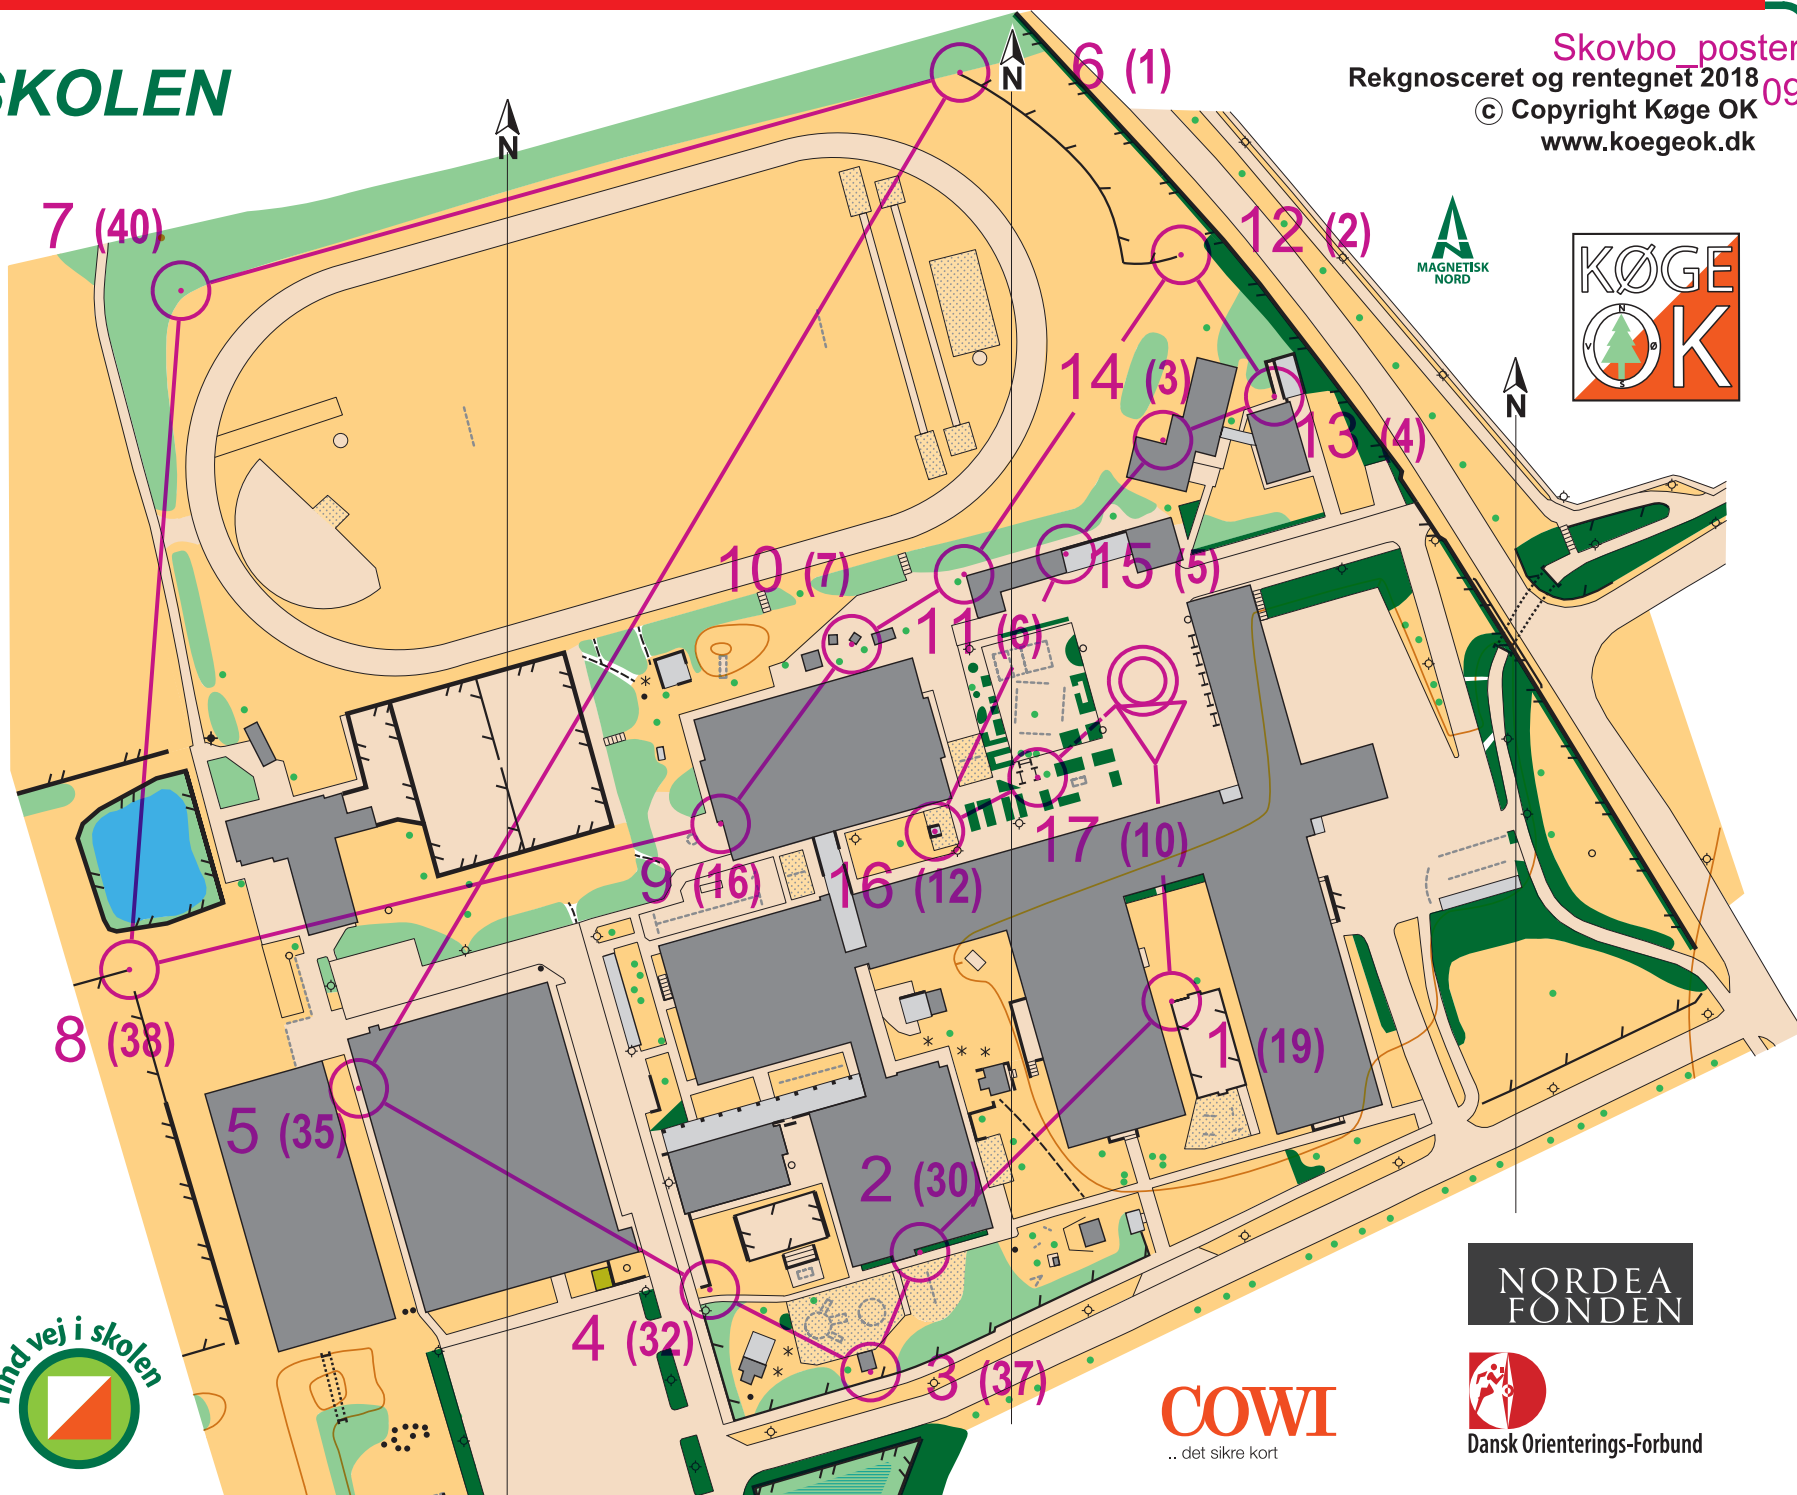 SKOLEN
Skovbo_poster
Rekgnosceret og rentegnet 2018
09
© Copyright Køge OK
www.koegeok.dk
N
N
N
MAGNETISK
NORD
KØGE
OK
N
V
Ø
S
6 (1)
7 (40)
12 (2)
14 (3)
13 (4)
10 (7)
15 (5)
11 (6)
9 (16)
16 (12)
17 (10)
8 (38)
1 (19)
5 (35)
2 (30)
4 (32)
3 (37)
find vej i skolen
NORDEA
FONDEN
COWI
.. det sikre kort
Dansk Orienterings-Forbund